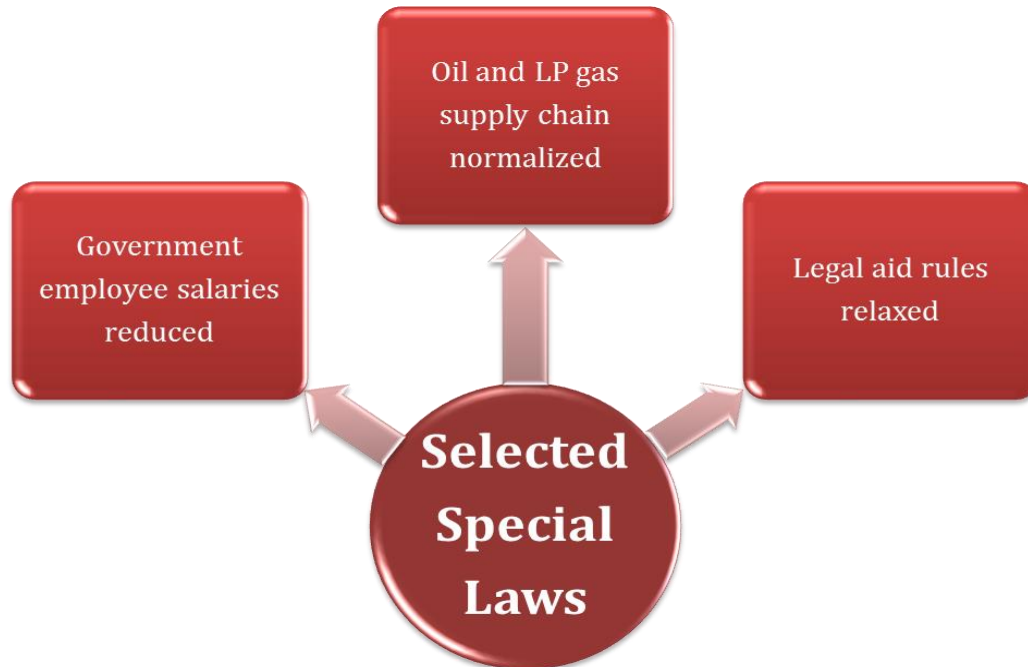 Oil and LP gas
supply chain
normalized
Government
employee salaries
reduced
Legal aid rules
relaxed
Selected
Special
Laws